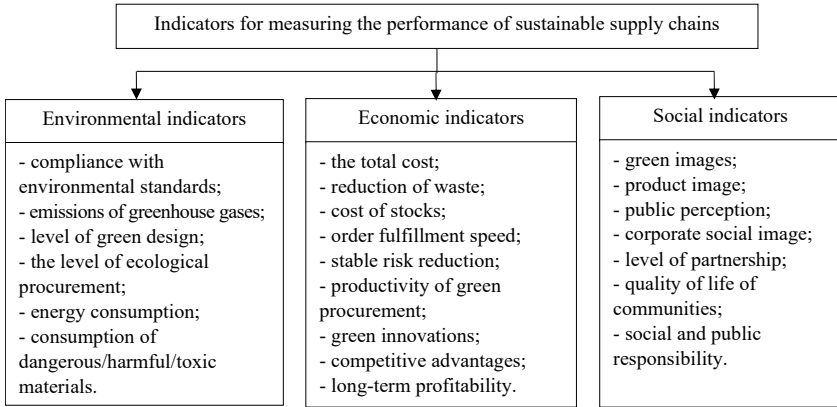 Indicators for measuring the performance of sustainable supply chains
Environmental indicators
- compliance with
environmental standards;
- emissions of greenhouse gases;
- level of green design;
- the level of ecological
procurement;
- energy consumption;
- consumption of
dangerous/harmful/toxic
materials.
Economic indicators
- the total cost;
- reduction of waste;
- cost of stocks;
- order fulfillment speed;
- stable risk reduction;
- productivity of green
procurement;
- green innovations;
- competitive advantages;
- long-term profitability.
Social indicators
- green images;
- product image;
- public perception;
- corporate social image;
- level of partnership;
- quality of life of
communities;
- social and public
responsibility.